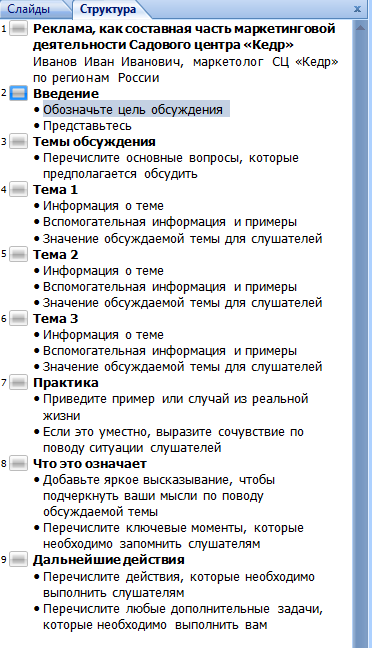 Слайды Структура x
1 Реклама, как составная часть маркетинговой
деятельности Садового центра «Кедр»
Иванов Иван Иванович, маркетолог СЦ «Кедр»
по регионам России
2 Введение
• Обозначьте цель обсуждения
• Представьтесь
3 Темы обсуждения
• Перечислите основные вопросы, которые
предполагается обсудить
4 Тема 1
• Информация о теме
• Вспомогательная информация и примеры
• Значение обсуждаемой темы для слушателей
5 Тема 2
• Информация о теме
• Вспомогательная информация и примеры
• Значение обсуждаемой темы для слушателей
6 Тема 3
• Информация о теме
• Вспомогательная информация и примеры
• Значение обсуждаемой темы для слушателей
7 Практика
• Приведите пример или случай из реальной
жизни
• Если это уместно, выразите сочувствие по
поводу ситуации слушателей
8 Что это означает
• Добавьте яркое высказывание, чтобы
подчеркнуть ваши мысли по поводу
обсуждаемой темы
• Перечислите ключевые моменты, которые
необходимо запомнить слушателям
9 Дальнейшие действия
• Перечислите действия, которые необходимо
выполнить слушателям
• Перечислите любые дополнительные задачи,
которые необходимо выполнить вам